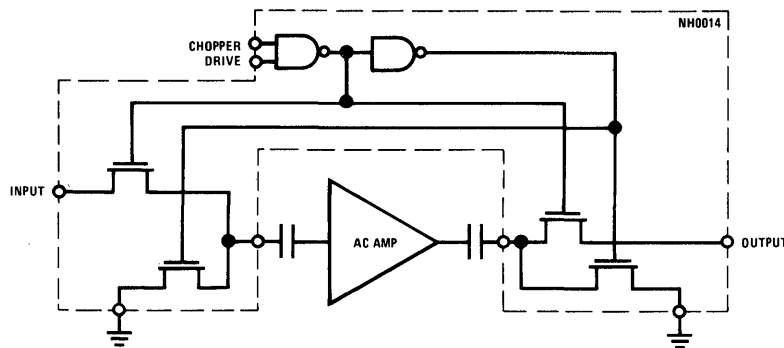 NH0014
CHOPPER
DRIVE
INPUT
AC AMP
OUTPUT